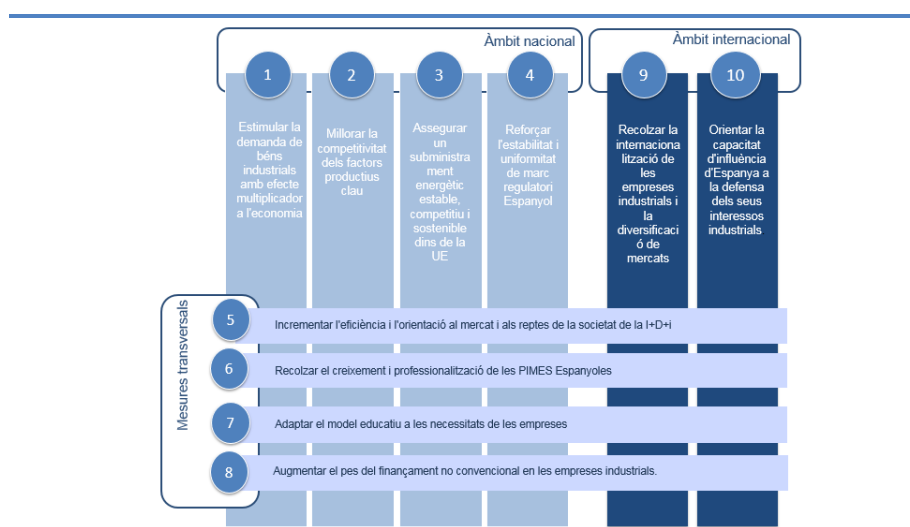 Àmbit nacional
Àmbit internacional
1
2
3
4
9
10
Estimular la
demanda de
béns
industrials
amb efecte
multiplicador
a l'economia
Millorar la
competitivitat
dels factors
productius
clau
Assegurar
un
subministra
ment
energètic
estable,
competitiu i
sostenible
dins de la
UE
Reforçar
l'estabilitat i
uniformitat
de marc
regulatori
Espanyol
Recolzar la
internaciona
lització de
les
empreses
industrials i
la
diversificaci
ó de
mercats
Orientar la
capacitat
d'influència
d'Espanya a
la defensa
dels seus
interessos
industrials
Mesures transversals
5
Incrementar l'eficiència i l'orientació al mercat i als reptes de la societat de la I+D+i
6
Recolzar el creixement i professionalització de les PIMES Espanyoles
7
Adaptar el model educatiu a les necessitats de les empreses
8
Augmentar el pes del finançament no convencional en les empreses industrials.